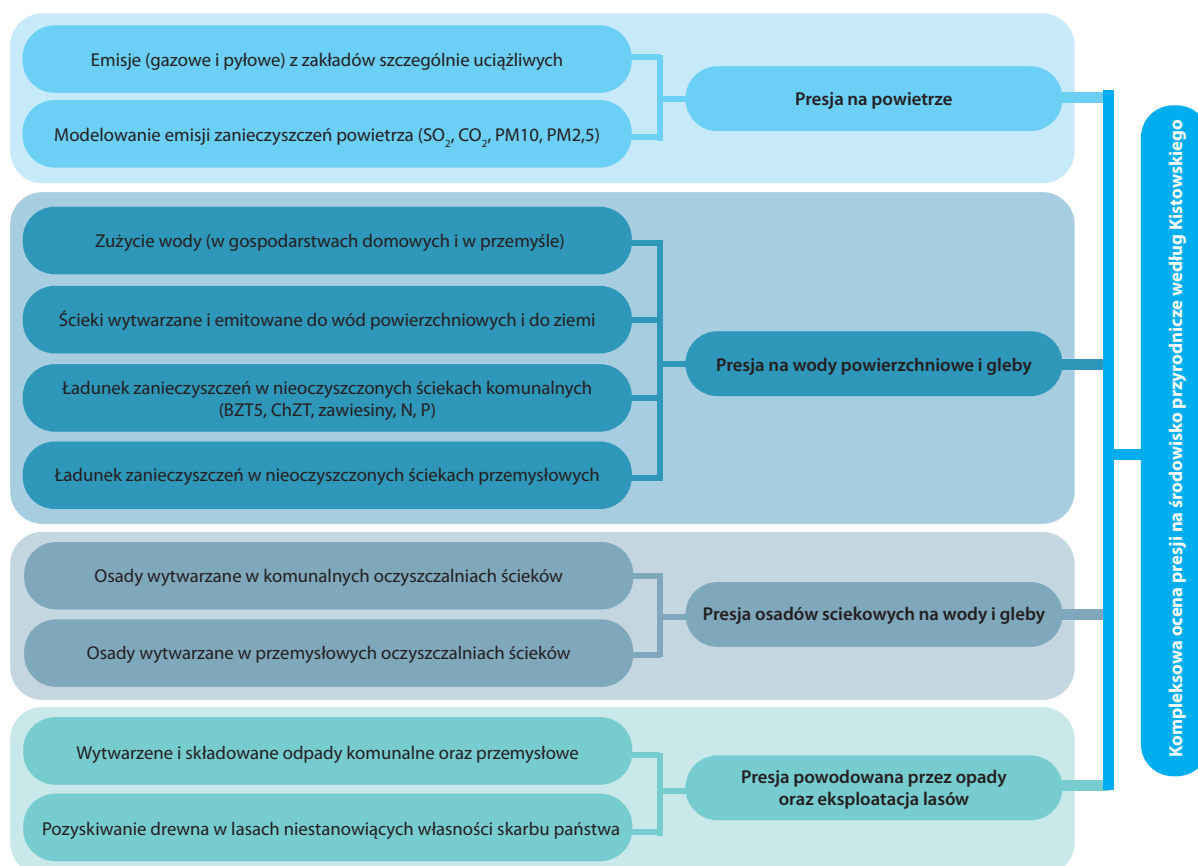 Emisje (gazowe i pyłowe) z zakładów szczególnie uciążliwych
Modelowanie emisji zanieczyszczeń powietrza (SO₂, CO₂, PM10, PM2,5)
Presja na powietrze
Zużycie wody (w gospodarstwach domowych i w przemyśle)
Ścieki wytwarzane i emitowane do wód powierzchniowych i do ziemi
Ładunek zanieczyszczeń w nieoczyszczonych ściekach komunalnych
(BZT5, ChZT, zawiesiny, N, P)
Ładunek zanieczyszczeń w nieoczyszczonych ściekach przemysłowych
Presja na wody powierzchniowe i gleby
Osady wytwarzane w komunalnych oczyszczalniach ścieków
Osady wytwarzane w przemysłowych oczyszczalniach ścieków
Presja osadów sciekowych na wody i gleby
Wytwarzene i składowane odpady komunalne oraz przemysłowe
Pozyskiwanie drewna w lasach niestanowiących własności skarbu państwa
Presja powodowana przez opady
oraz eksploatacja lasów
Kompleksowa ocena presji na środowisko przyrodnicze według Kistowskiego